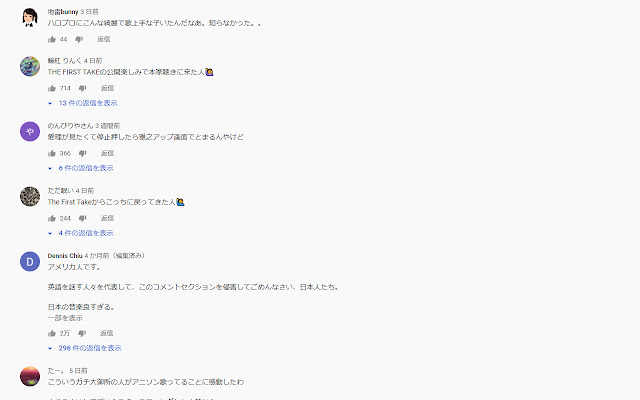 地雷bunny 3 日前
ハロプロにこんな綺麗で歌上手な子いたんだなあ。知らなかった。。
44 返信
輪紅 りんく 4 日前
THE FIRST TAKEの公開楽しみで本家聴きに来た人🙋
714 返信
13 件の返信を表示
や
のんびりやさん 3 週間前
愛理が見たくて停止押したら雅之アップ画面でとまるんやけど
366 返信
6 件の返信を表示
ただ眠い 4 日前
The First Takeからこっちに戻ってきた人🙋
244 返信
4 件の返信を表示
D
Dennis Chiu 4 か月前（編集済み）
アメリカ人です。
英語を話す人々を代表して、このコメントセクションを侵害してごめんなさい、日本人たち。
日本の音楽良すぎる。
一部を表示
2万 返信
296 件の返信を表示
たー。 5 日前
こういうガチ大御所の人がアニソン歌ってることに感動したわ